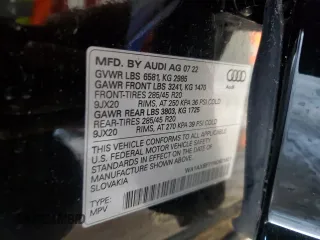 MFD. BY AUDI AG 07 22
GVWR LBS 6581, KG 2985
GAWR FRONT LBS 3241, KG 1470
FRONT-TIRES 285/45 R20
9JX20 RIMS, AT 250 KPA 36 PSI COLD
GAWR REAR LBS 3803, KG 1725
REAR-TIRES 285/45 R20
9JX20 RIMS, AT 270 KPA 39 PSI COLD
THIS VEHICLE CONFORMS TO ALL APPLICABLE
U.S. FEDERAL MOTOR VEHICLE SAFETY
STANDARDS IN EFFECT ON THE DATE OF
MANUFACTURE SHOWN ABOVE.
SLOVAKIA
TYPE:
MPV
Audi